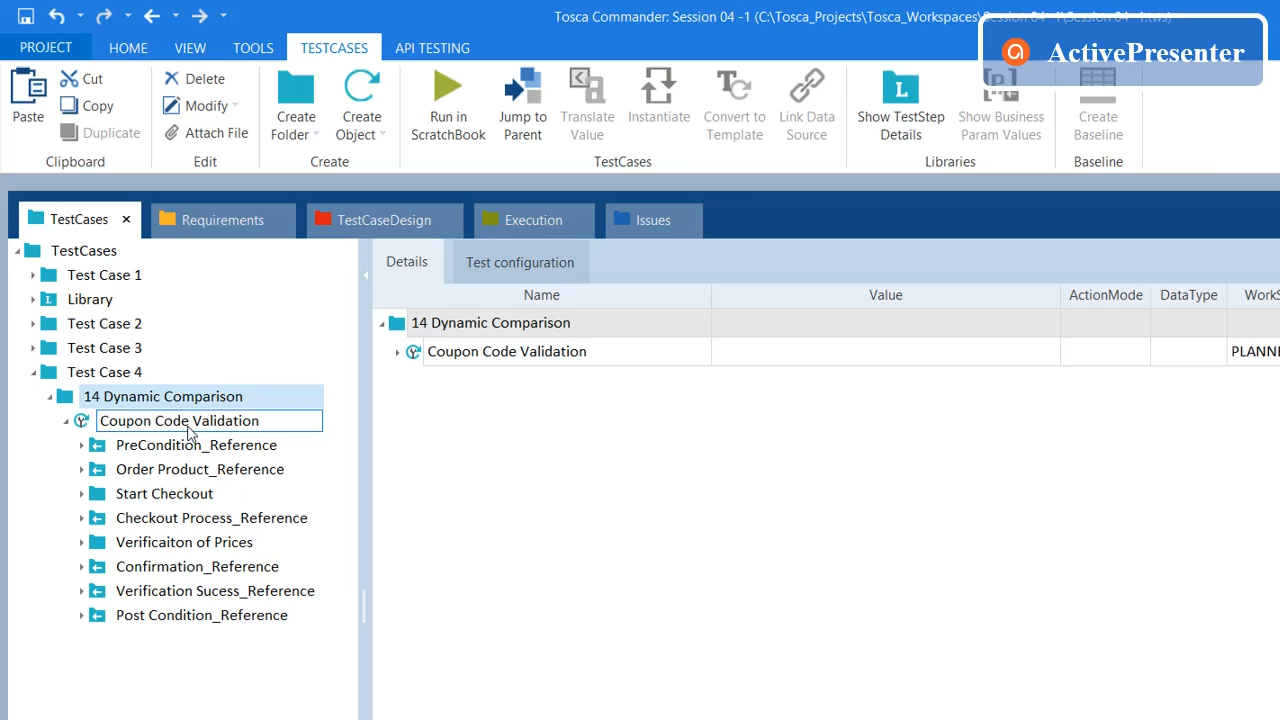 Tosca Commander: Session 04 -1 (C:\Tosca_Projects\Tosca_Workspaces\Session 04 -1\Session 04 -1.tws)
ActivePresenter
PROJECT HOME VIEW TOOLS TESTCASES API TESTING
Paste Cut Copy Duplicate
Clipboard
Delete Modify Attach File
Edit
Create Folder Create Object
Create
Run in ScratchBook Jump to Parent Translate Value Instantiate Convert to Template Link Data Source
TestCases
Show TestStep Details Show Business Param Values
Libraries
Create Baseline
Baseline
TestCases × Requirements TestCaseDesign Execution Issues
TestCases
Test Case 1
Library
Test Case 2
Test Case 3
Test Case 4
14 Dynamic Comparison
Coupon Code Validation
PreCondition_Reference
Order Product_Reference
Start Checkout
Checkout Process_Reference
Verificaiton of Prices
Confirmation_Reference
Verification Sucess_Reference
Post Condition_Reference
Details Test configuration
Name Value ActionMode DataType WorkS
14 Dynamic Comparison
Coupon Code Validation PLANNI